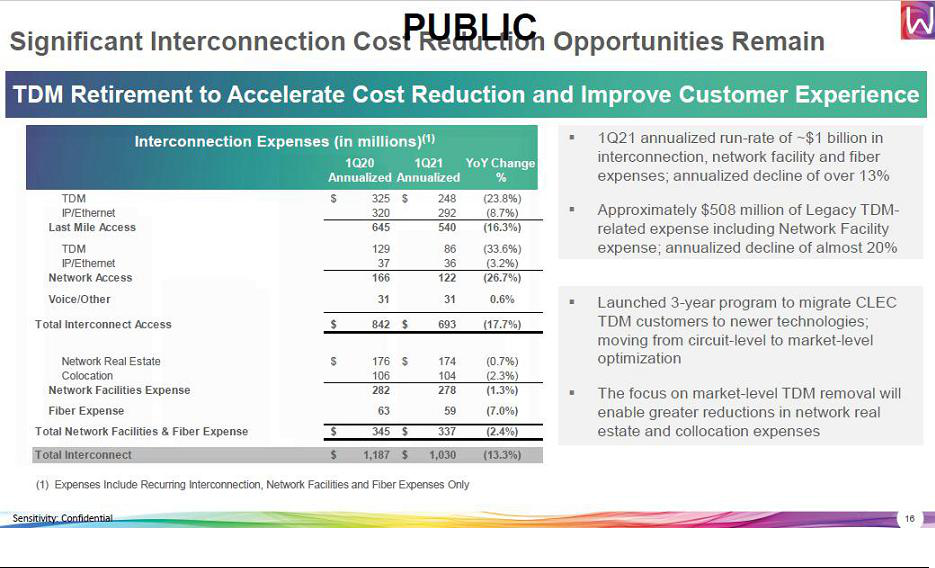 PUBLIC
Significant Interconnection Cost Reduction Opportunities Remain
W
TDM Retirement to Accelerate Cost Reduction and Improve Customer Experience
Interconnection Expenses (in millions)(1)
1Q20 1Q21 YoY Change
Annualized Annualized %
TDM $ 325 $ 248 (23.8%)
IP/Ethernet 320 292 (8.7%)
Last Mile Access 645 540 (16.3%)
TDM 129 86 (33.6%)
IP/Ethernet 37 36 (3.2%)
Network Access 166 122 (26.7%)
Voice/Other 31 31 0.6%
Total Interconnect Access $ 842 $ 693 (17.7%)
Network Real Estate $ 176 $ 174 (0.7%)
Colocation 106 104 (2.3%)
Network Facilities Expense 282 278 (1.3%)
Fiber Expense 63 59 (7.0%)
Total Network Facilities & Fiber Expense $ 345 $ 337 (2.4%)
Total Interconnect $ 1,187 $ 1,030 (13.3%)
(1) Expenses Include Recurring Interconnection, Network Facilities and Fiber Expenses Only
▪ 1Q21 annualized run-rate of ~$1 billion in
interconnection, network facility and fiber
expenses; annualized decline of over 13%
▪ Approximately $508 million of Legacy TDM-
related expense including Network Facility
expense; annualized decline of almost 20%
▪ Launched 3-year program to migrate CLEC
TDM customers to newer technologies;
moving from circuit-level to market-level
optimization
▪ The focus on market-level TDM removal will
enable greater reductions in network real
estate and collocation expenses
Sensitivity: Confidential
16